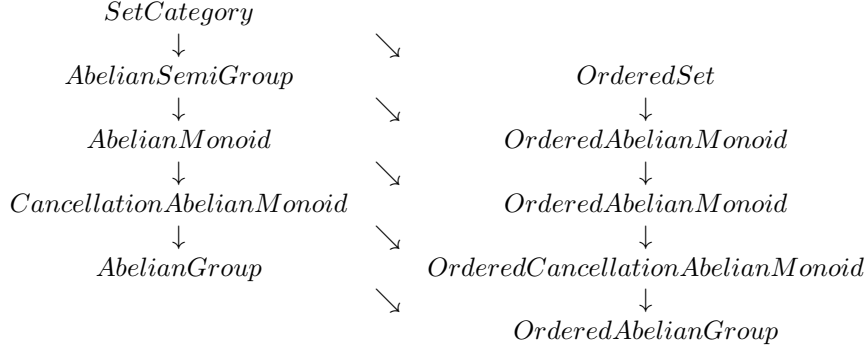 SetCategory
↓ ↘
AbelianSemiGroup OrderedSet
↓ ↘ ↓
AbelianMonoid OrderedAbelianMonoid
↓ ↘ ↓
CancellationAbelianMonoid OrderedAbelianMonoid
↓ ↘ ↓
AbelianGroup OrderedCancellationAbelianMonoid
↘ ↓
OrderedAbelianGroup